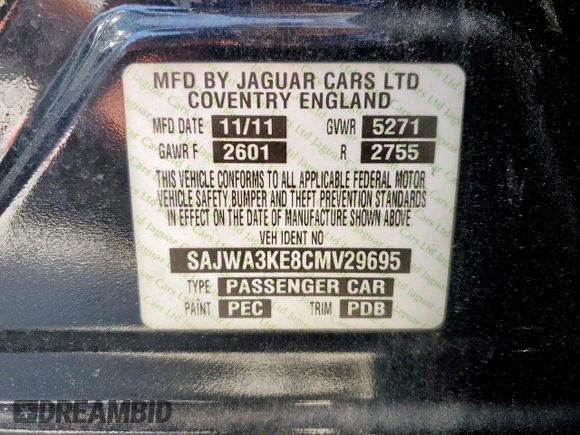 MFD BY JAGUAR CARS LTD
COVENTRY ENGLAND
MFD DATE 11/11 GVWR 5271
GAWR F 2601 R 2755
THIS VEHICLE CONFORMS TO ALL APPLICABLE FEDERAL MOTOR
VEHICLE SAFETY, BUMPER AND THEFT PREVENTION STANDARDS
IN EFFECT ON THE DATE OF MANUFACTURE SHOWN ABOVE.
VEH IDENT NO
SAJWA3KE8CMV29695
TYPE PASSENGER CAR
PAINT PEC TRIM PDB
DREAMBID